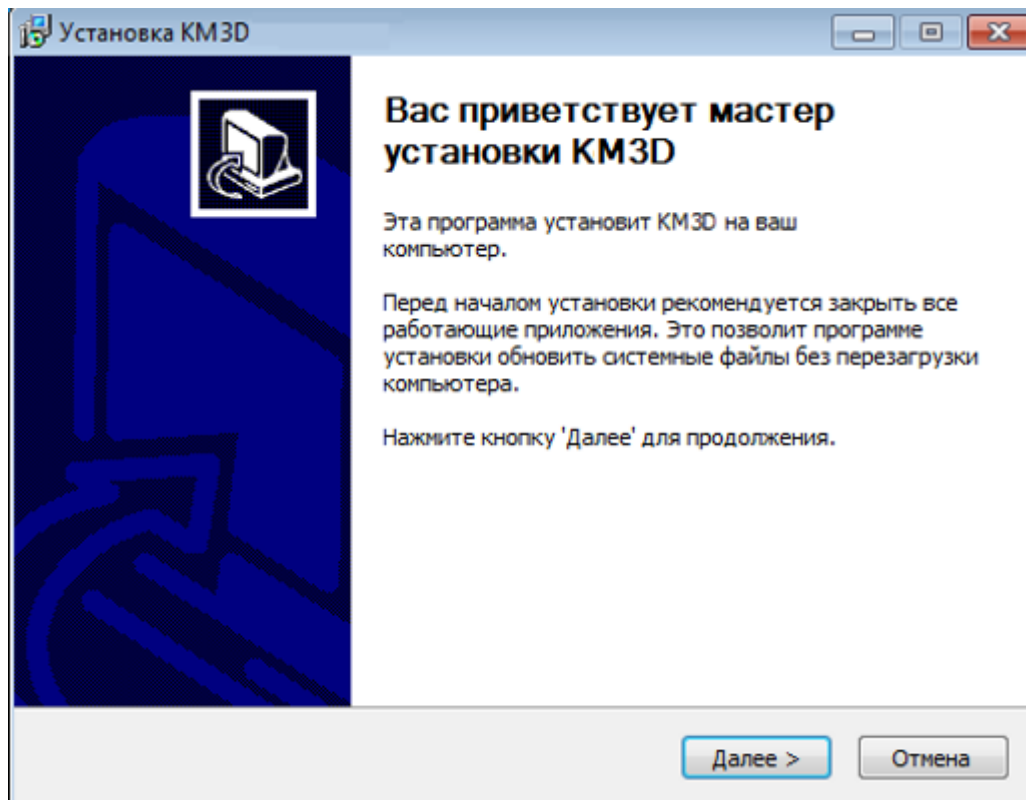 Установка KM3D
Вас приветствует мастер
установки KM3D
Эта программа установит KM3D на ваш
компьютер.
Перед началом установки рекомендуется закрыть все
работающие приложения. Это позволит программе
установки обновить системные файлы без перезагрузки
компьютера.
Нажмите кнопку 'Далее' для продолжения.
Далее >
Отмена